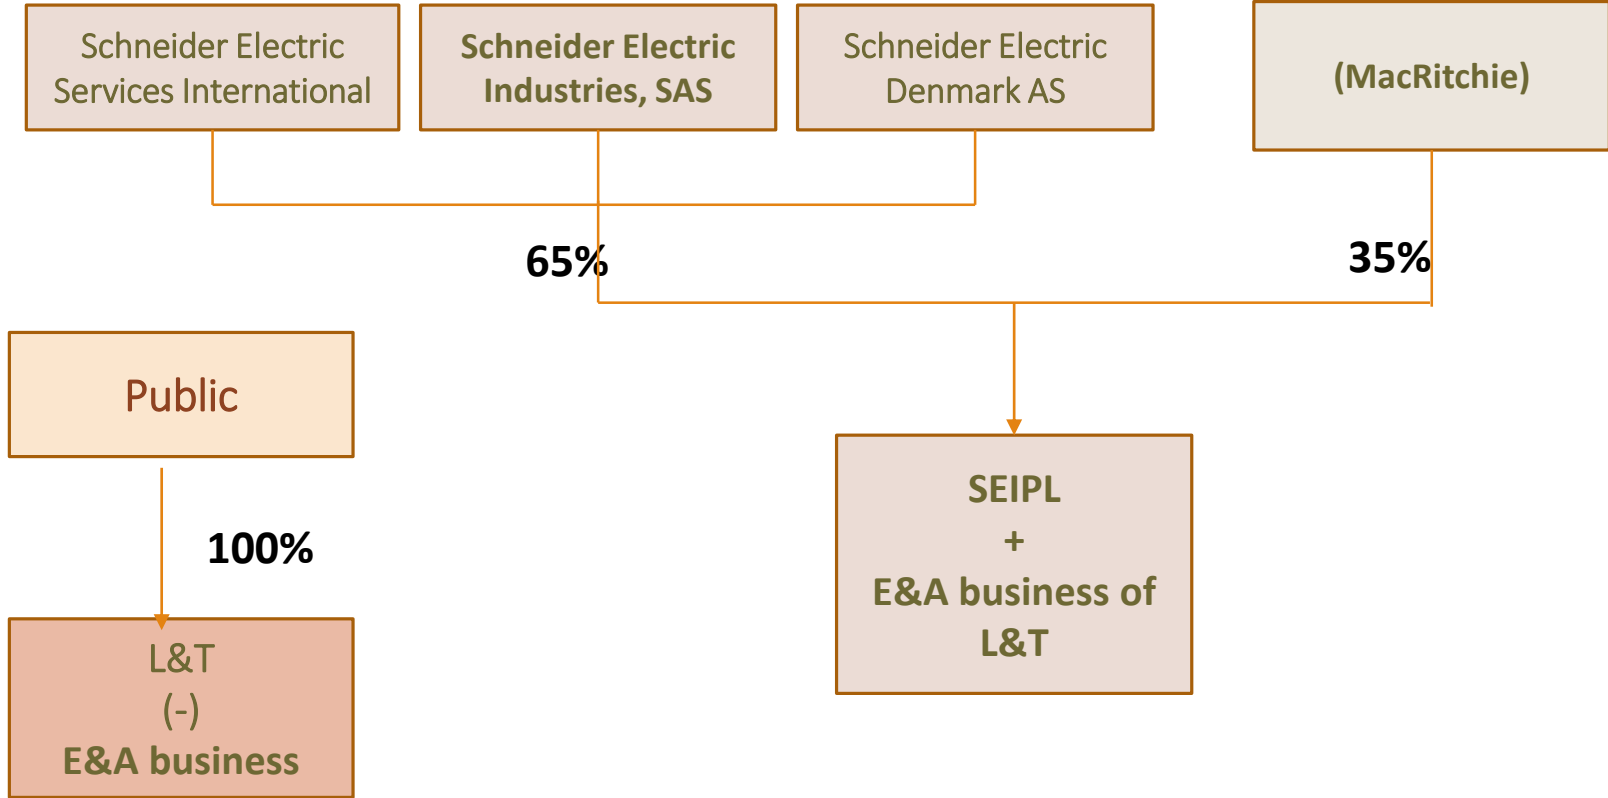 Schneider Electric
Services International
Schneider Electric
Industries, SAS
Schneider Electric
Denmark AS
(MacRitchie)
65%
35%
Public
100%
L&T
(-)
E&A business
SEIPL
+
E&A business of
L&T